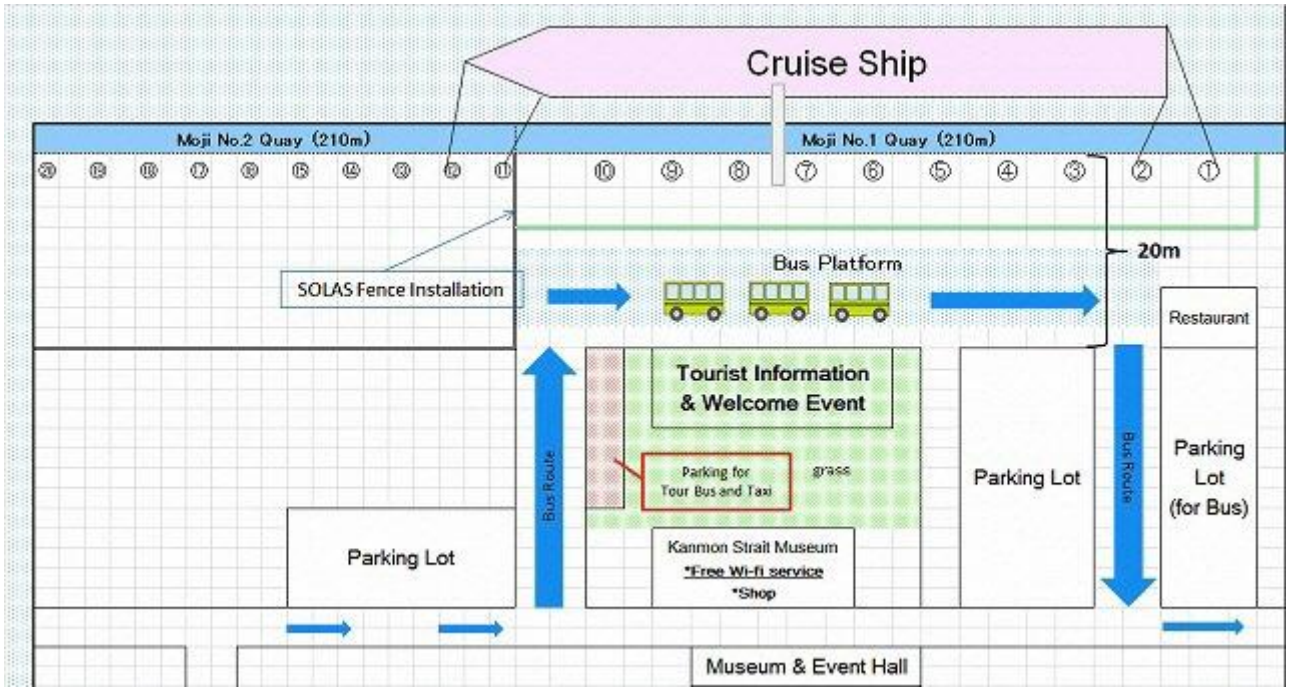 Cruise Ship
Moji No.2 Quay (210m)
Moji No.1 Quay (210m)
⑳ ⑲ ⑱ ⑰ ⑯ ⑮ ⑭ ⑬ ⑫ ⑪ ⑩ ⑨ ⑧ ⑦ ⑥ ⑤ ④ ③ ② ①
20m
Bus Platform
SOLAS Fence Installation
Restaurant
Tourist Information
& Welcome Event
Bus Route
Parking for
Tour Bus and Taxi
grass
Parking Lot
Bus Route
Parking
Lot
(for Bus)
Parking Lot
Kanmon Strait Museum
*Free Wi-fi service
*Shop
Museum & Event Hall